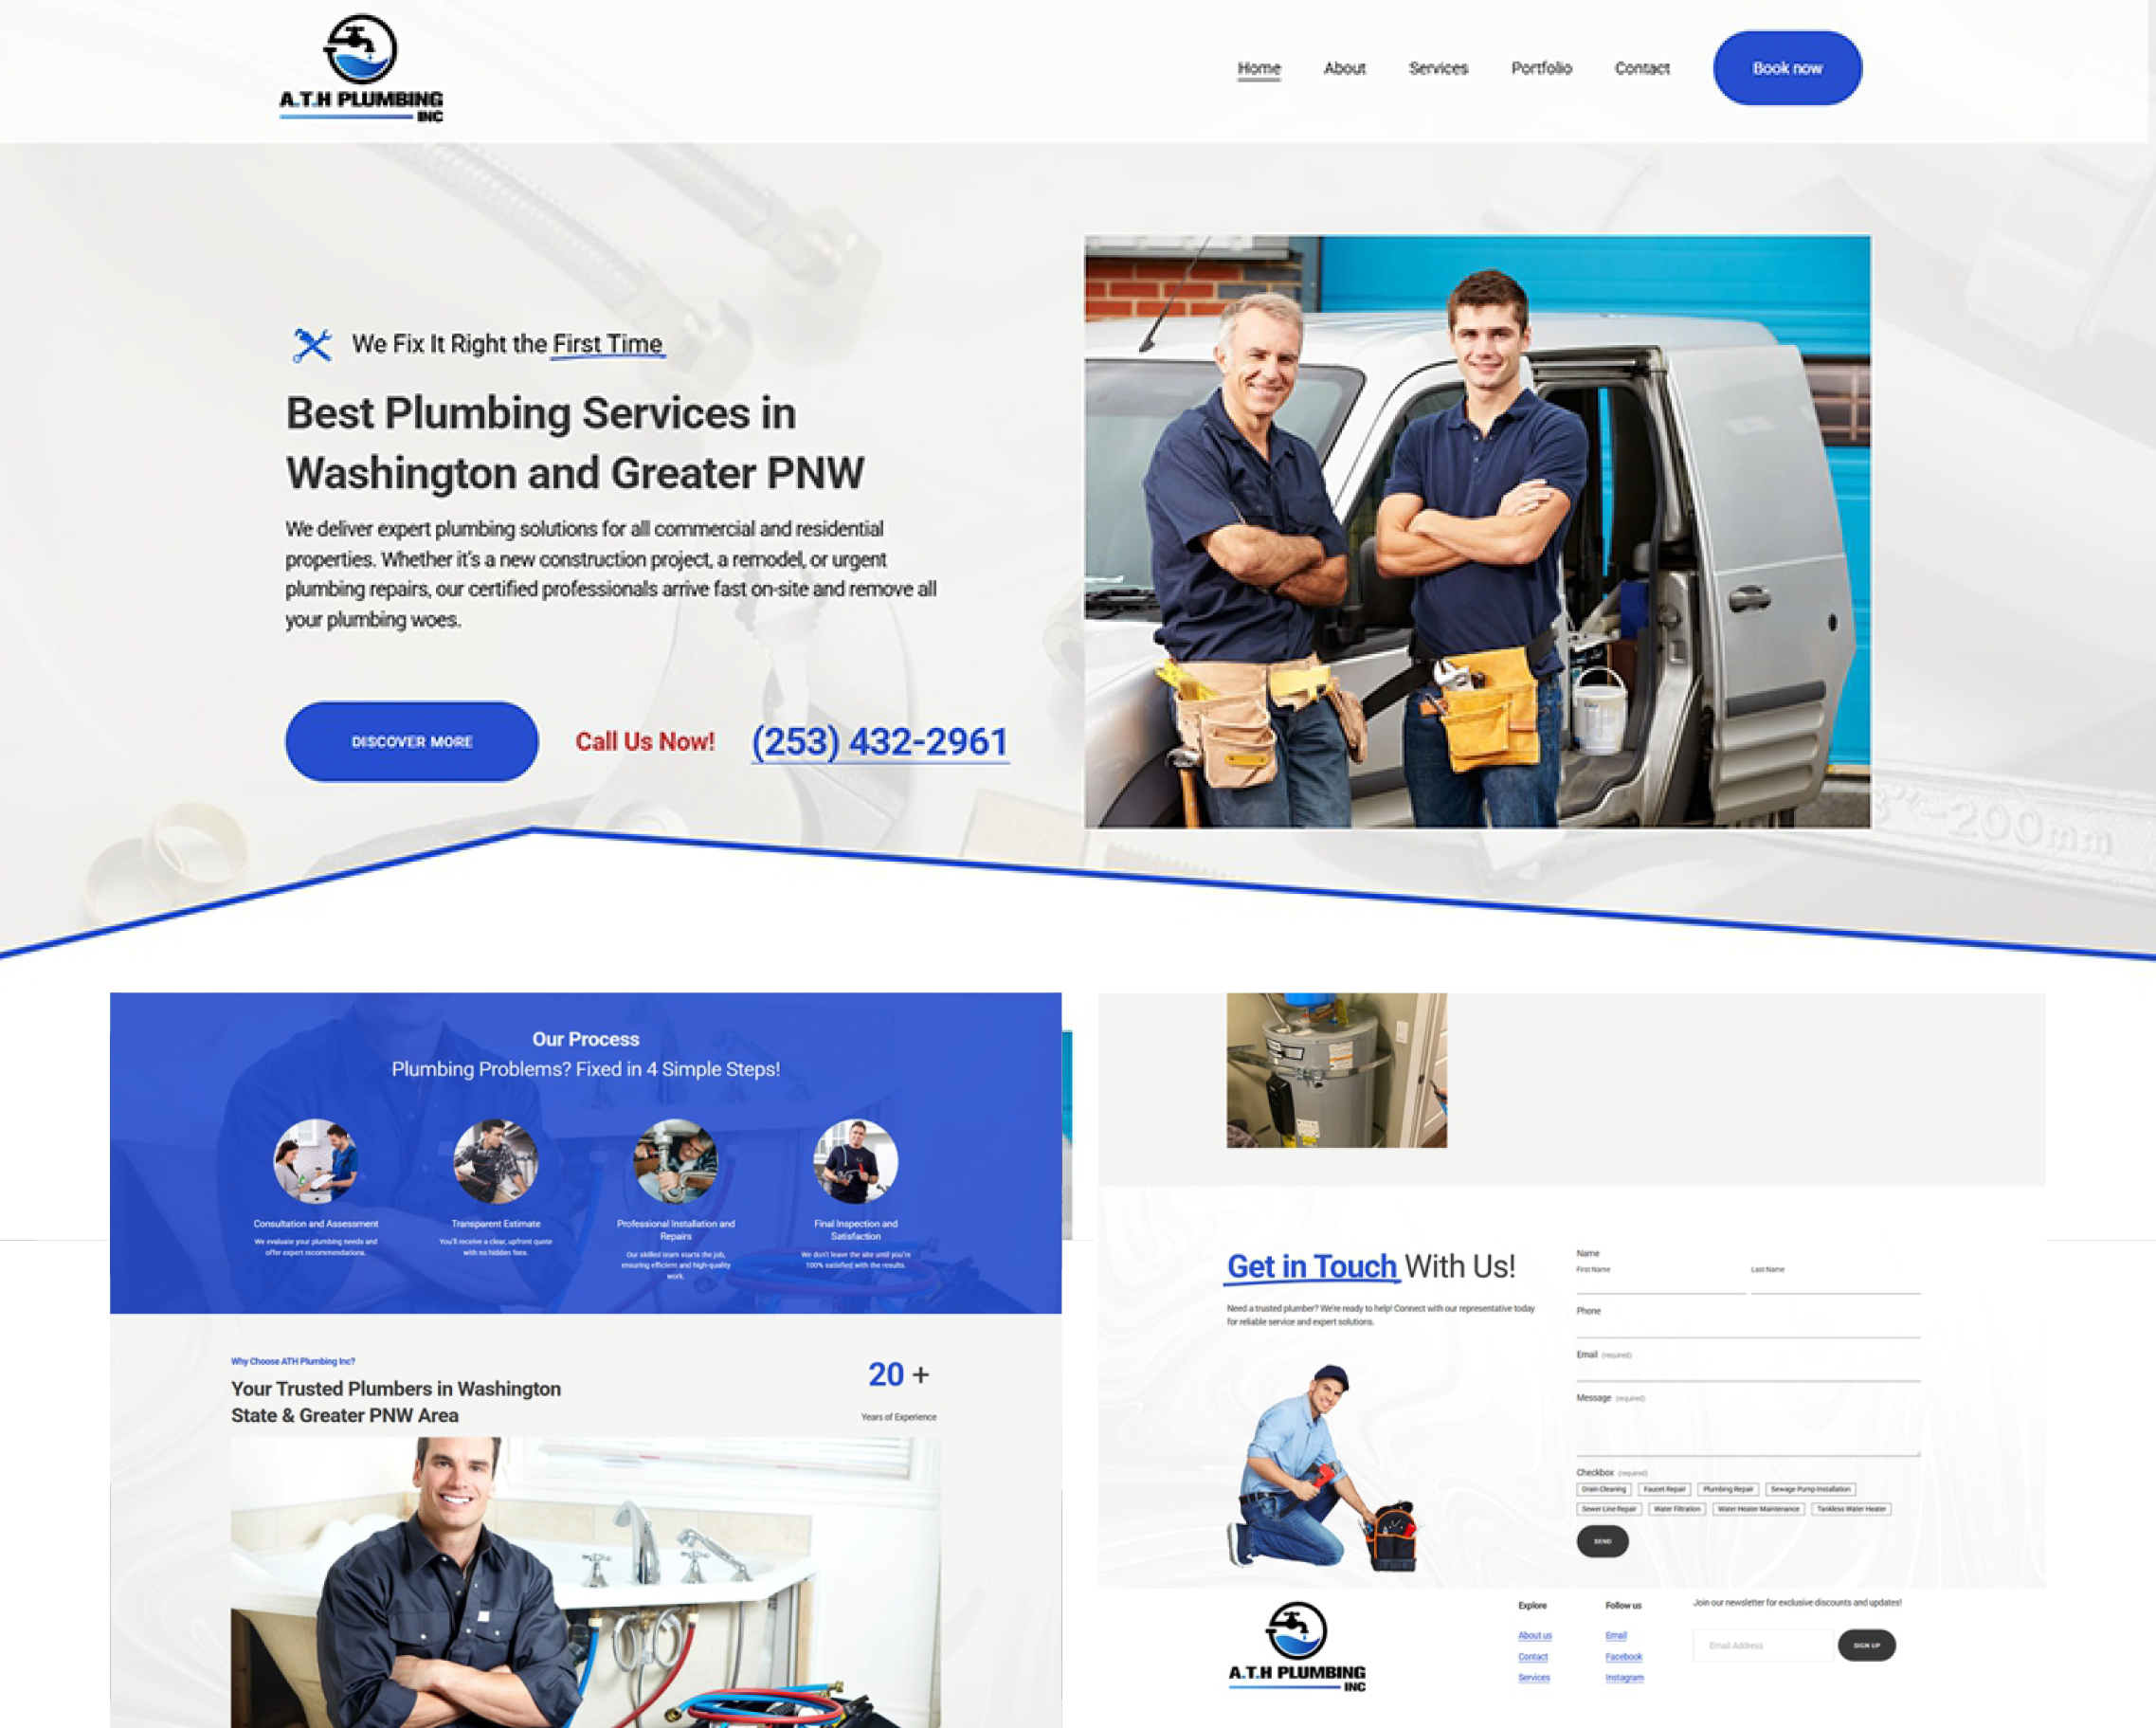 A.T.H PLUMBING
INC
Home About Services Portfolio Contact Book now
We Fix It Right the First Time
Best Plumbing Services in
Washington and Greater PNW
We deliver expert plumbing solutions for all commercial and residential
properties. Whether it's a new construction project, a remodel, or urgent
plumbing repairs, our certified professionals arrive fast on-site and remove all
your plumbing woes.
DISCOVER MORE Call Us Now! (253) 432-2961
8"-200mm
Our Process
Plumbing Problems? Fixed in 4 Simple Steps!
Consultation and Assessment
We evaluate your plumbing needs and
offer expert recommendations.
Transparent Estimate
You'll receive a clear, upfront quote
with no hidden fees.
Professional Installation and
Repairs
Our skilled team starts the job,
ensuring efficient and high-quality
work.
Final Inspection and
Satisfaction
We don't leave the site until you're
100% satisfied with the results.
Why Choose ATH Plumbing Inc?
Your Trusted Plumbers in Washington
State & Greater PNW Area
20 +
Years of Experience
Get in Touch With Us!
Need a trusted plumber? We're ready to help! Connect with our representative today
for reliable service and expert solutions.
Name
First Name Last Name
Phone
Email (required)
Message (required)
Checkbox (required)
Drain Cleaning Faucet Repair Plumbing Repair Sewage Pump Installation
Sewer Line Repair Water Filtration Water Heater Maintenance Tankless Water Heater
SEND
A.T.H PLUMBING
INC
Explore
About us
Contact
Services
Follow us
Email
Facebook
Instagram
Join our newsletter for exclusive discounts and updates!
Email Address SIGN UP